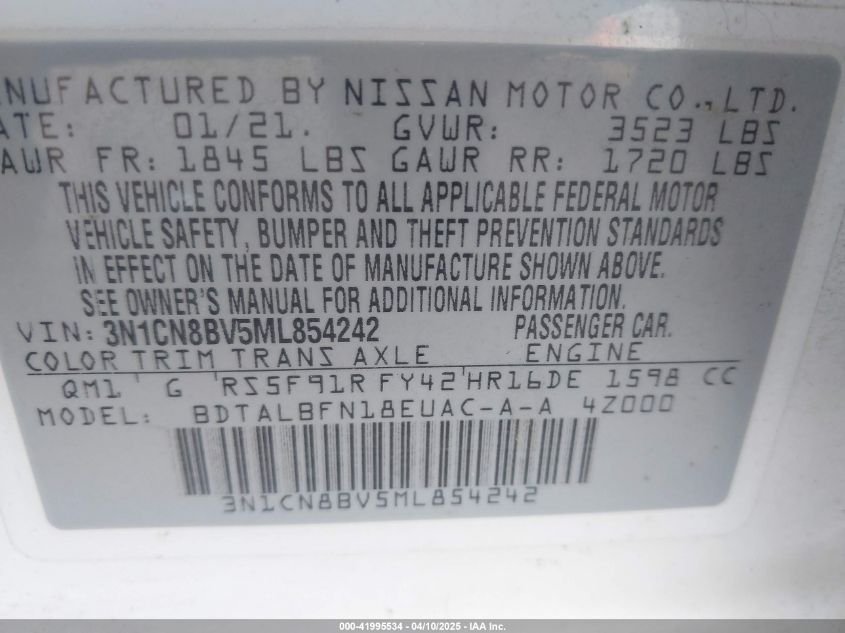 NUFACTURED BY NISSAN MOTOR CO., LTD.
ATE: 01/21. GVWR: 3523 LBS
AWR FR: 1845 LBS GAWR RR: 1720 LBS
THIS VEHICLE CONFORMS TO ALL APPLICABLE FEDERAL MOTOR
VEHICLE SAFETY, BUMPER AND THEFT PREVENTION STANDARDS
IN EFFECT ON THE DATE OF MANUFACTURE SHOWN ABOVE.
SEE OWNER'S MANUAL FOR ADDITIONAL INFORMATION.
VIN: 3N1CN8BV5ML854242 PASSENGER CAR.
COLOR TRIM TRANS AXLE ENGINE
QM1 G RS5F91R FY42 HR16DE 1598 CC
MODEL: BDTALBFN18EUAC-A-A 4Z000
3N1CN8BV5ML854242
000-41995534 - 04/10/2025 - IAA Inc.